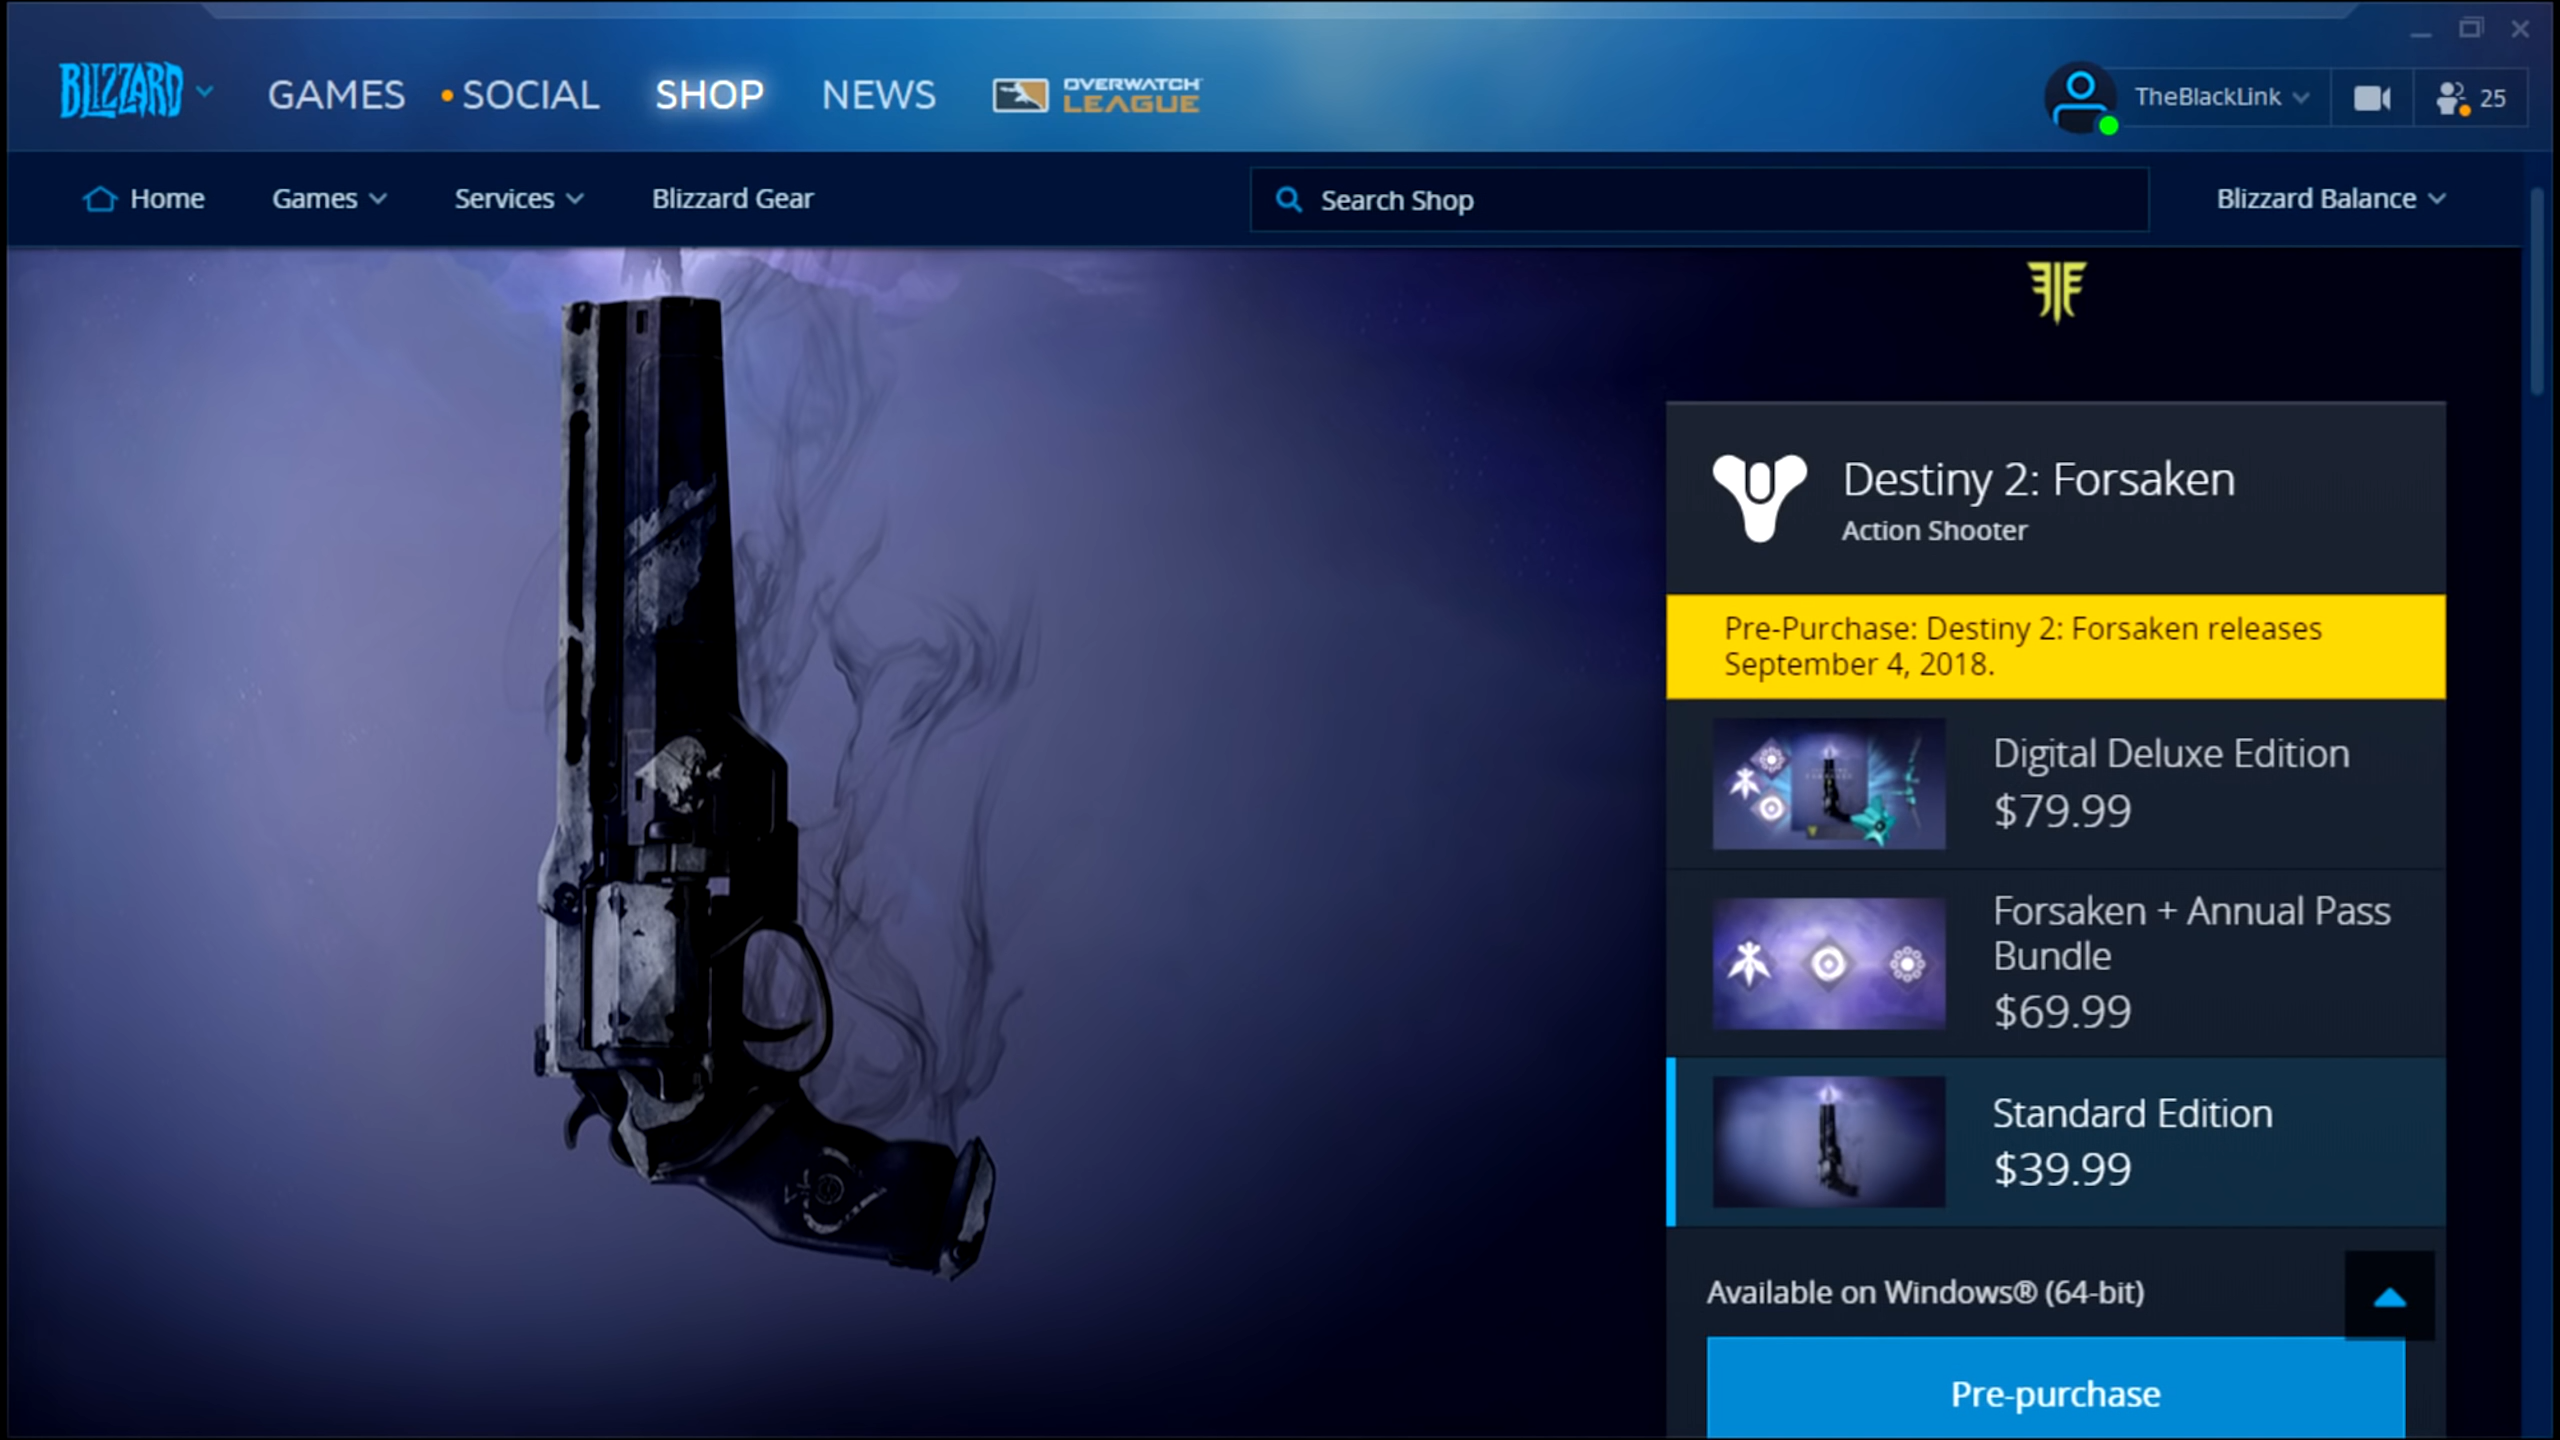 BLIZZARD
GAMES
SOCIAL
SHOP
NEWS
OVERWATCH
LEAGUE
TheBlackLink
25
Home
Games
Services
Blizzard Gear
Search Shop
Blizzard Balance
Destiny 2: Forsaken
Action Shooter
Pre-Purchase: Destiny 2: Forsaken releases
September 4, 2018.
Digital Deluxe Edition
$79.99
Forsaken + Annual Pass
Bundle
$69.99
Standard Edition
$39.99
Available on Windows® (64-bit)
Pre-purchase